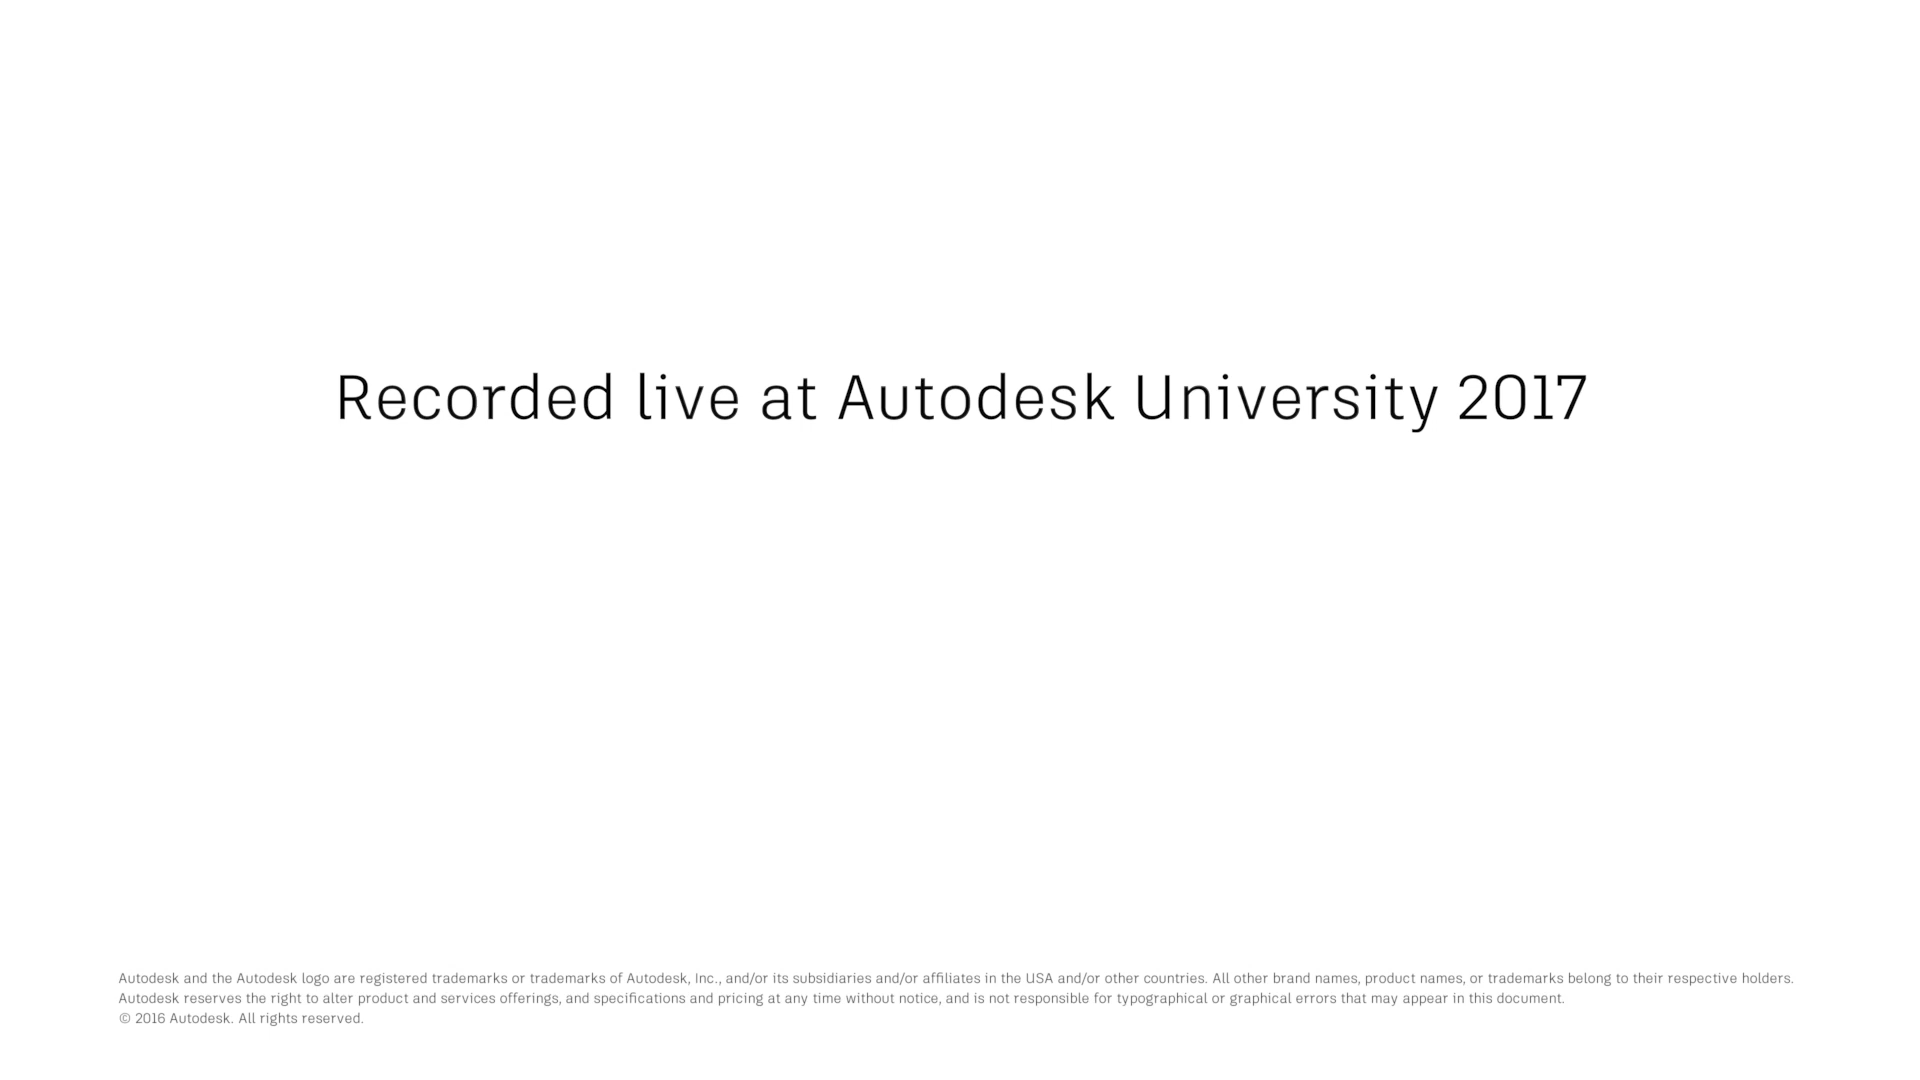 Recorded live at Autodesk University 2017
Autodesk and the Autodesk logo are registered trademarks or trademarks of Autodesk, Inc., and/or its subsidiaries and/or affiliates in the USA and/or other countries. All other brand names, product names, or trademarks belong to their respective holders.
Autodesk reserves the right to alter product and services offerings, and specifications and pricing at any time without notice, and is not responsible for typographical or graphical errors that may appear in this document.
© 2016 Autodesk. All rights reserved.